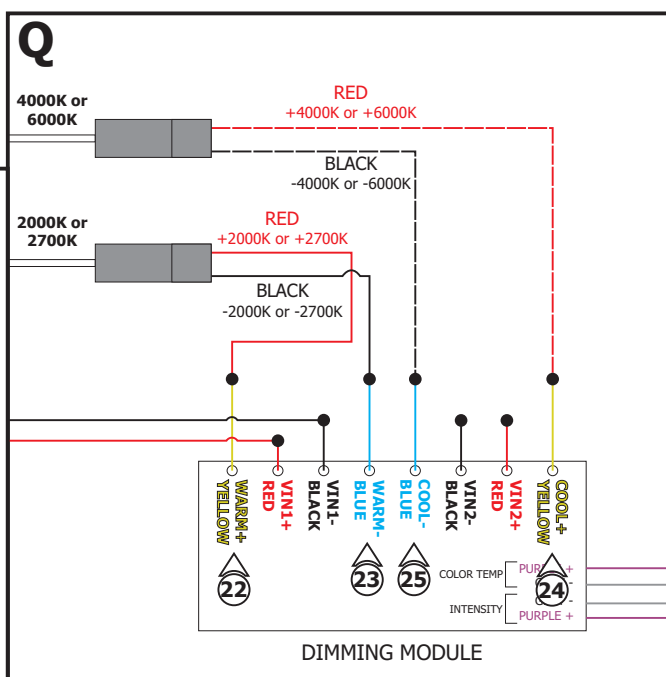 Q
4000K or
6000K
RED
+4000K or +6000K
BLACK
-4000K or -6000K
2000K or
2700K
RED
+2000K or +2700K
BLACK
-2000K or -2700K
WARM+
YELLOW
VIN1+
RED
VIN1-
BLACK
WARM-
BLUE
COOL-
BLUE
VIN2-
BLACK
VIN2+
RED
COOL+
YELLOW
22
23
25
24
COLOR TEMP
+
-
INTENSITY
-
PURPLE +
DIMMING MODULE